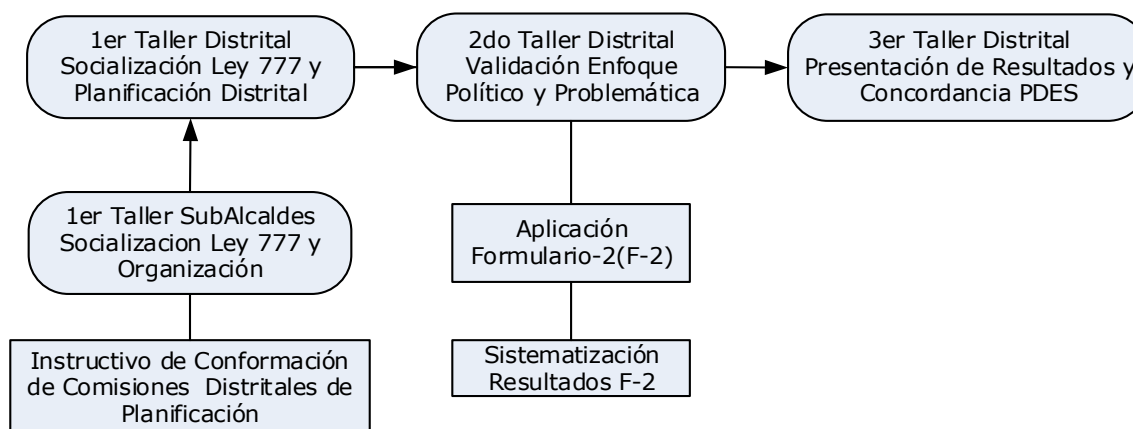 1er Taller Distrital
Socialización Ley 777 y
Planificación Distrital
2do Taller Distrital
Validación Enfoque
Político y Problemática
3er Taller Distrital
Presentación de Resultados y
Concordancia PDES
1er Taller SubAlcaldes
Socializacion Ley 777 y
Organización
Aplicación
Formulario-2(F-2)
Instructivo de Conformación
de Comisiones Distritales de
Planificación
Sistematización
Resultados F-2